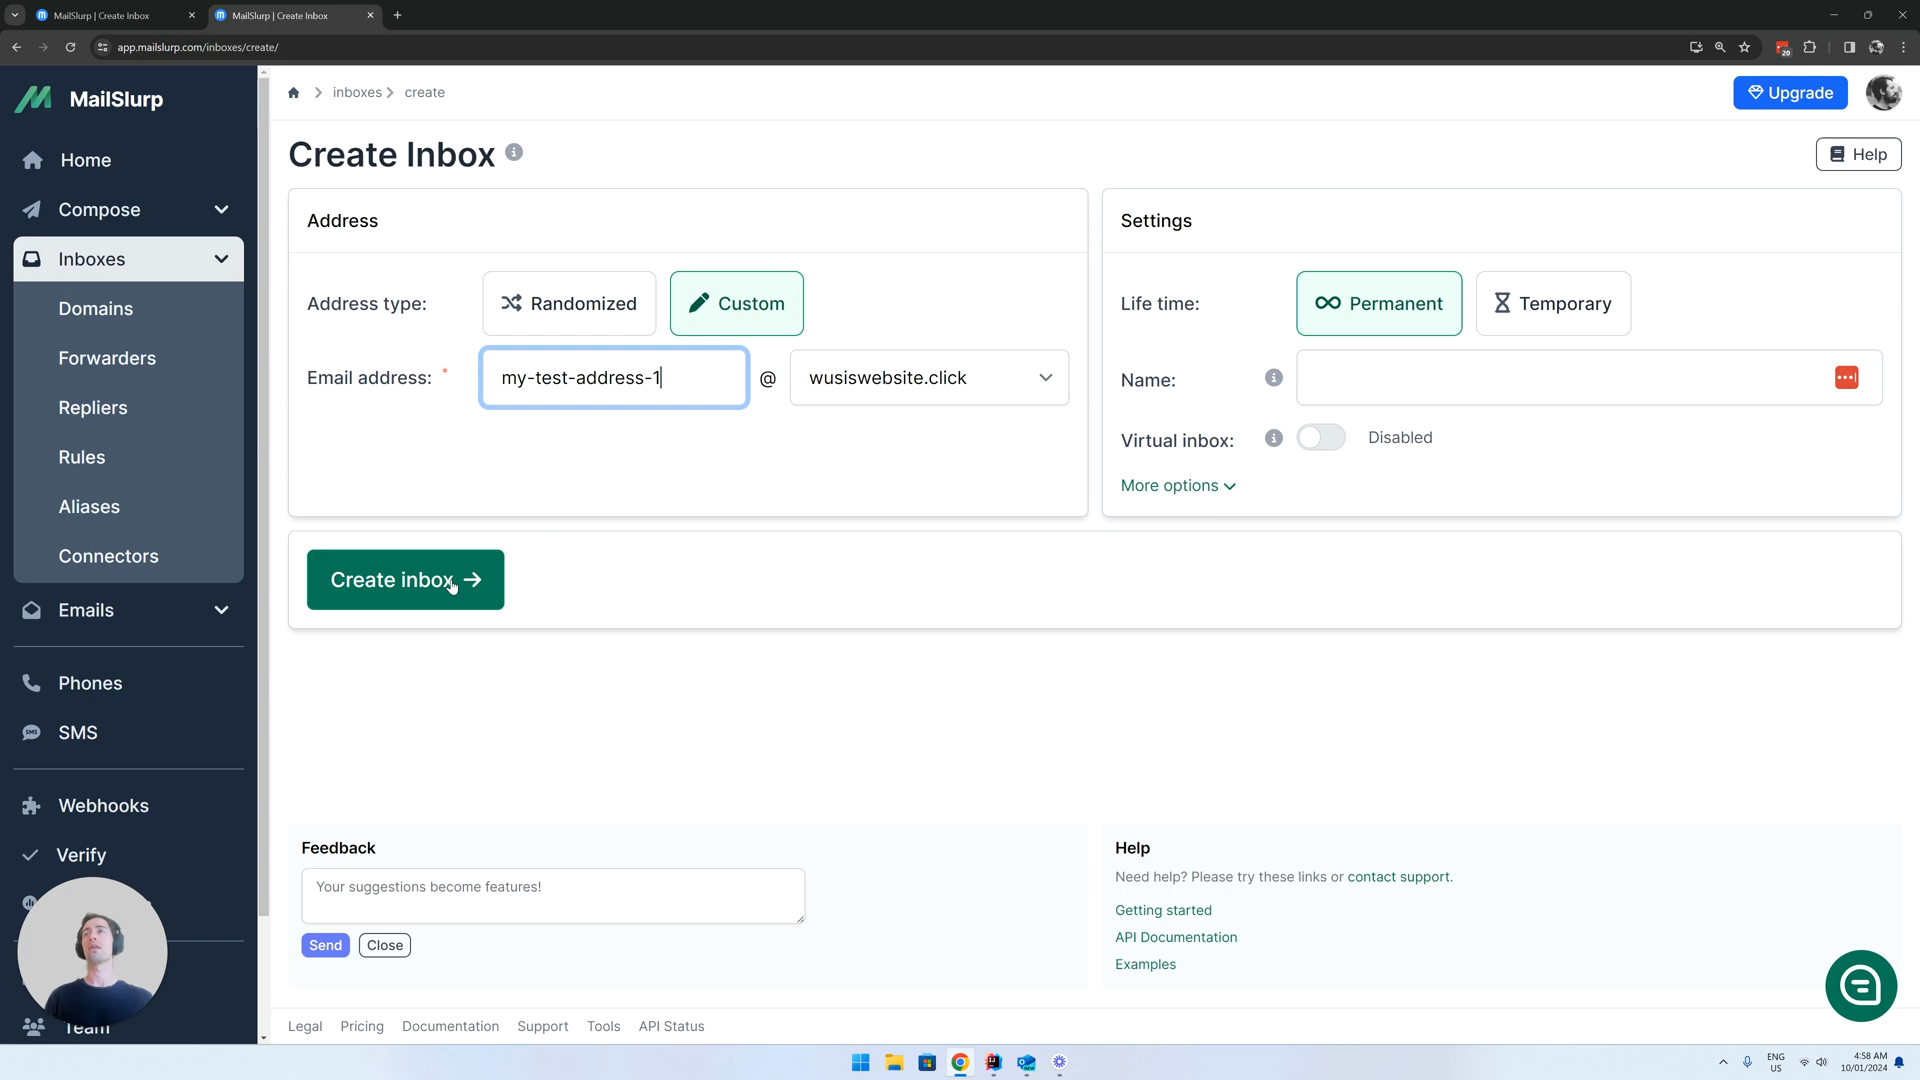 MailSlurp | Create Inbox
MailSlurp | Create Inbox
app.mailslurp.com/inboxes/create/
20
MailSlurp
Home
Compose
Inboxes
Domains
Forwarders
Repliers
Rules
Aliases
Connectors
Emails
Phones
SMS
Webhooks
Verify
Team
inboxes
create
Upgrade
Create Inbox
Help
Address
Address type:
Randomized
Custom
Email address: *
my-test-address-1
@
wusiswebsite.click
Settings
Life time:
Permanent
Temporary
Name:
Virtual inbox:
Disabled
More options
Create inbox
Feedback
Your suggestions become features!
Send
Close
Help
Need help? Please try these links or contact support.
Getting started
API Documentation
Examples
Legal
Pricing
Documentation
Support
Tools
API Status
ENG
US
4:58 AM
10/01/2024